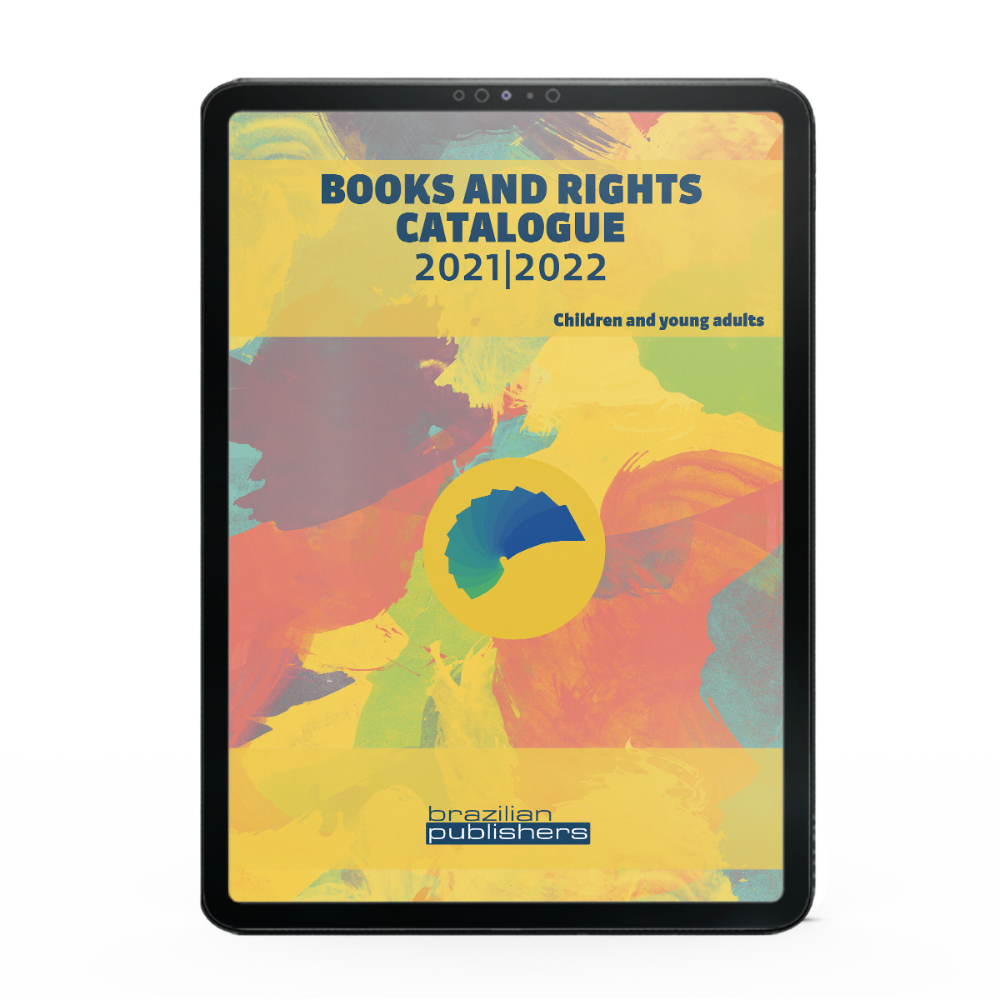 BOOKS AND RIGHTS
CATALOGUE
2021|2022
Children and young adults
brazilian
publishers